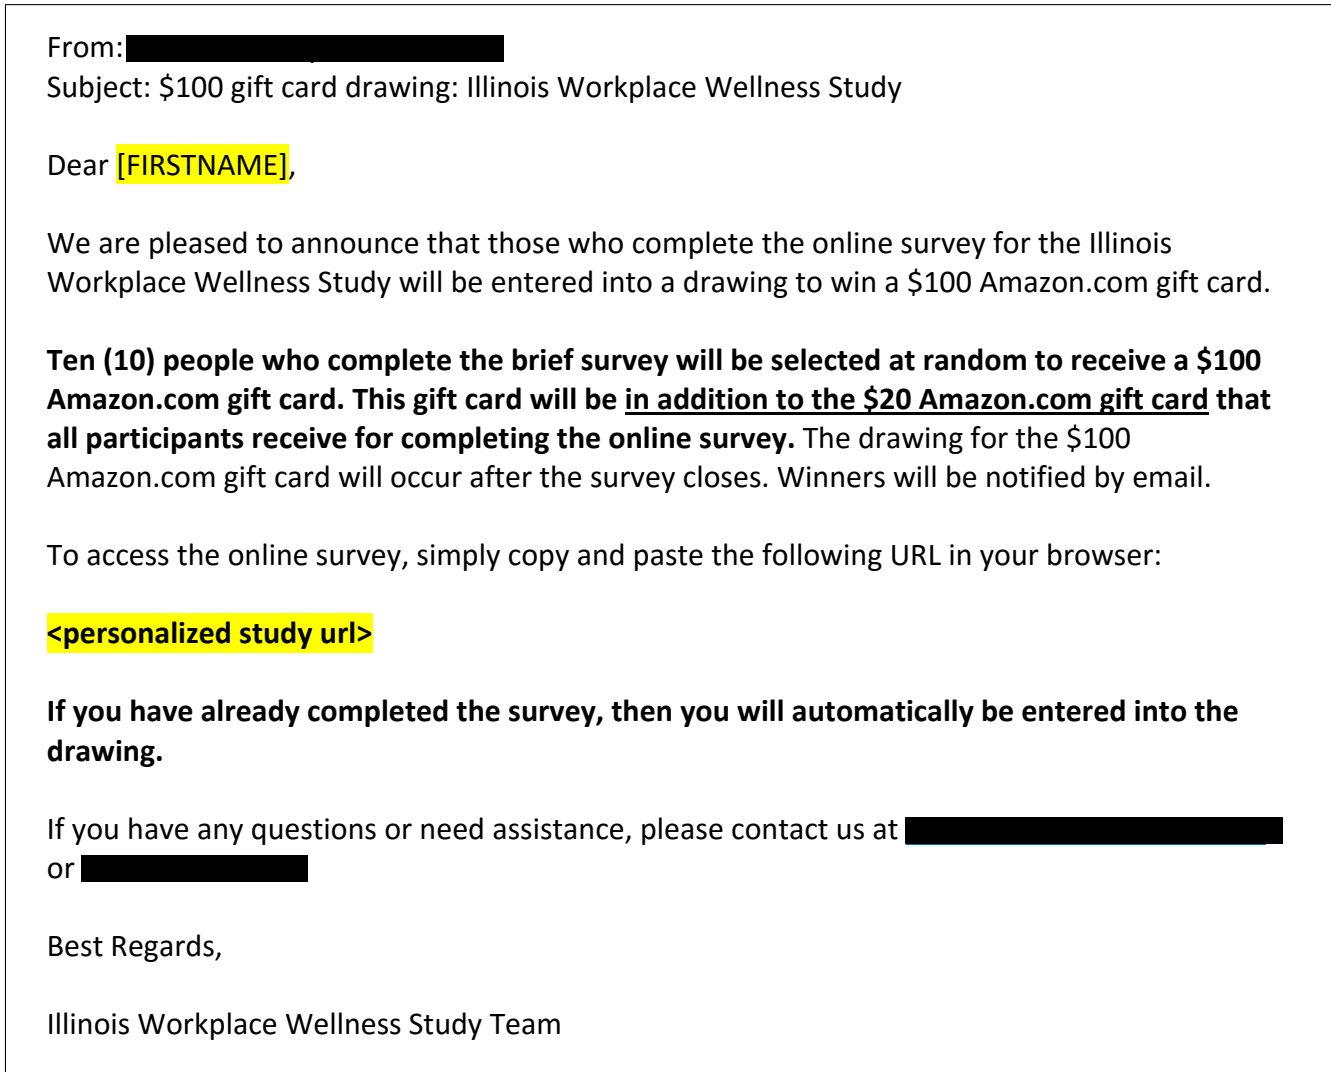 From:
Subject: $100 gift card drawing: Illinois Workplace Wellness Study
Dear [FIRSTNAME],
We are pleased to announce that those who complete the online survey for the Illinois
Workplace Wellness Study will be entered into a drawing to win a $100 Amazon.com gift card.
Ten (10) people who complete the brief survey will be selected at random to receive a $100
Amazon.com gift card. This gift card will be in addition to the $20 Amazon.com gift card that
all participants receive for completing the online survey. The drawing for the $100
Amazon.com gift card will occur after the survey closes. Winners will be notified by email.
To access the online survey, simply copy and paste the following URL in your browser:
<personalized study url>
If you have already completed the survey, then you will automatically be entered into the
drawing.
If you have any questions or need assistance, please contact us at
or
Best Regards,
Illinois Workplace Wellness Study Team